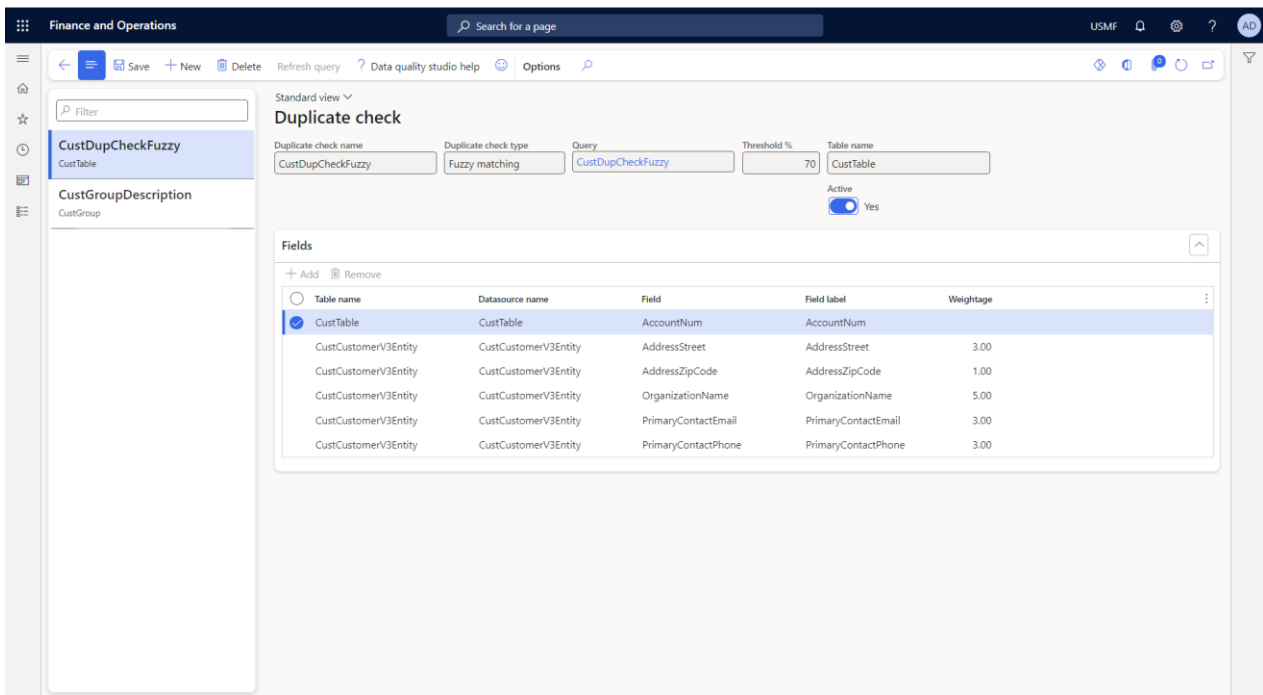 Finance and Operations
Search for a page
USMF
?
AD
Save
New
Delete
Refresh query
? Data quality studio help
Options
0
Filter
CustDupCheckFuzzy
CustTable
CustGroupDescription
CustGroup
Standard view
Duplicate check
Duplicate check name Duplicate check type Query Threshold % Table name
CustDupCheckFuzzy Fuzzy matching CustDupCheckFuzzy 70 CustTable
Active
Yes
Fields
Add Remove
Table name Datasource name Field Field label Weightage
CustTable CustTable AccountNum AccountNum
CustCustomerV3Entity CustCustomerV3Entity AddressStreet AddressStreet 3.00
CustCustomerV3Entity CustCustomerV3Entity AddressZipCode AddressZipCode 1.00
CustCustomerV3Entity CustCustomerV3Entity OrganizationName OrganizationName 5.00
CustCustomerV3Entity CustCustomerV3Entity PrimaryContactEmail PrimaryContactEmail 3.00
CustCustomerV3Entity CustCustomerV3Entity PrimaryContactPhone PrimaryContactPhone 3.00